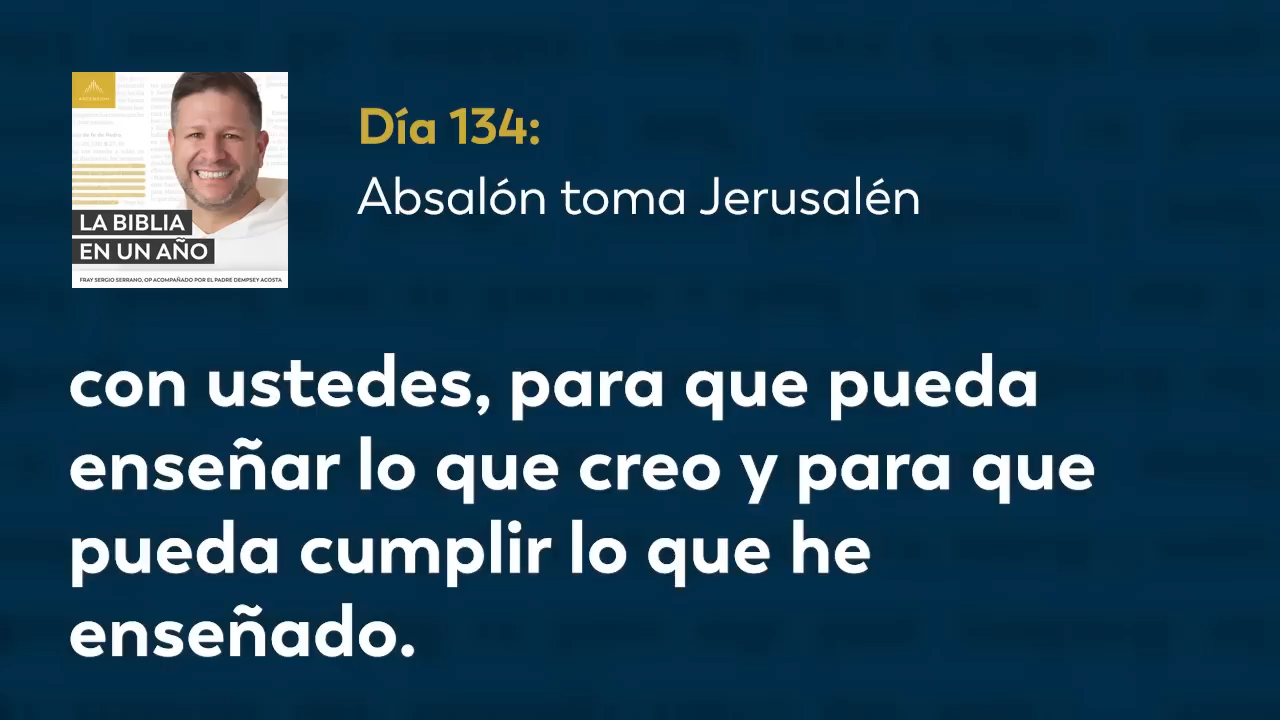 ASCENSION
LA BIBLIA
EN UN AÑO
FRAY SERGIO SERRANO, OP ACOMPAÑADO POR EL PADRE DEMPSEY ACOSTA
Día 134:
Absalón toma Jerusalén
con ustedes, para que pueda
enseñar lo que creo y para que
pueda cumplir lo que he
enseñado.